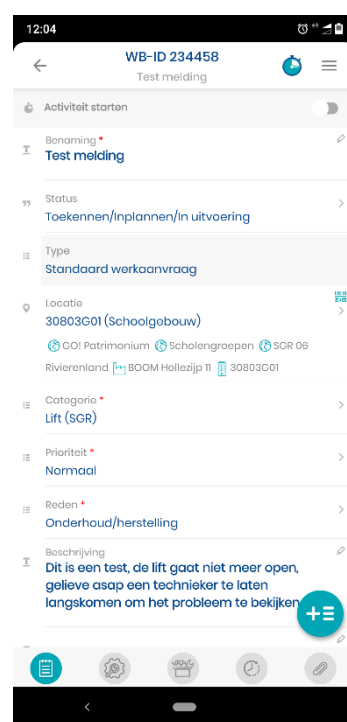 12:04
WB-ID 234458
Test melding
Activiteit starten
Benaming *
Test melding
Status
Toekennen/Inplannen/In uitvoering
Type
Standaard werkaanvraag
Locatie
30803G01 (Schoolgebouw)
GO! Patrimonium Scholengroepen SGR 06
Rivierenland BOOM Hollezijp 11 30803G01
Categorie *
Lift (SGR)
Prioriteit *
Normaal
Reden *
Onderhoud/herstelling
Beschrijving
Dit is een test, de lift gaat niet meer open,
gelieve asap een technieker te laten
langskomen om het probleem te bekijken